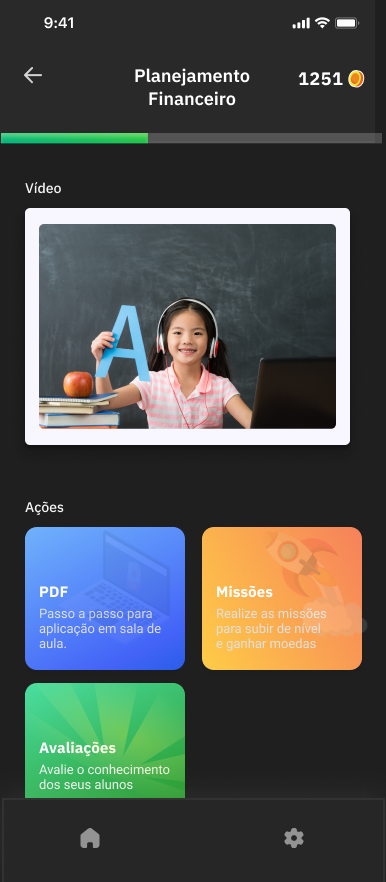 9:41
Planejamento
Financeiro
1251
Vídeo
A
Ações
PDF
Passo a passo para
aplicação em sala de
aula.
Missões
Realize as missões
para subir de nível
e ganhar moedas
Avaliações
Avalie o conhecimento
dos seus alunos